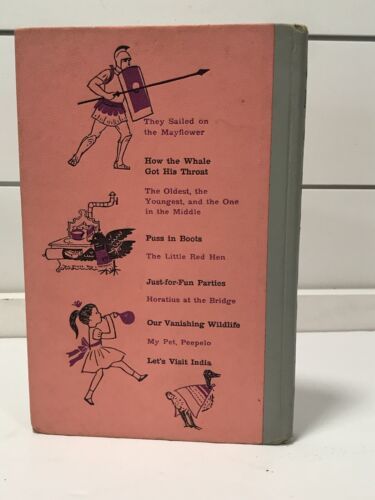 They Sailed on
the Mayflower
How the Whale
Got His Throat
The Oldest, the
Youngest, and the One
in the Middle
Puss in Boots
The Little Red Hen
Just-for-Fun Parties
Horatius at the Bridge
Our Vanishing Wildlife
My Pet, Peepelo
Let's Visit India